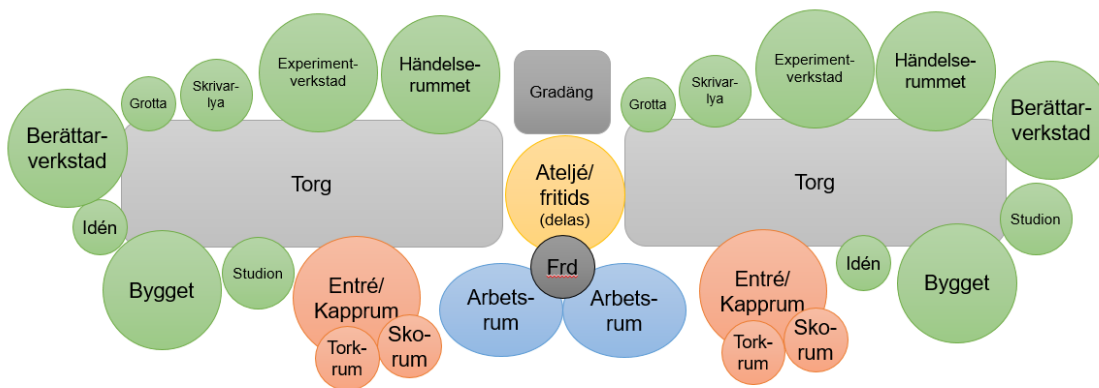 Grotta
Skrivar-
lya
Experiment-
verkstad
Händelse-
rummet
Berättar-
verkstad
Torg
Idén
Bygget
Studion
Entré/
Kapprum
Tork-
rum
Sko-
rum
Gradäng
Ateljé/
fritids
(delas)
Frd
Arbets-
rum
Arbets-
rum
Grotta
Skrivar-
lya
Experiment-
verkstad
Händelse-
rummet
Berättar-
verkstad
Torg
Studion
Entré/
Kapprum
Tork-
rum
Sko-
rum
Idén
Bygget